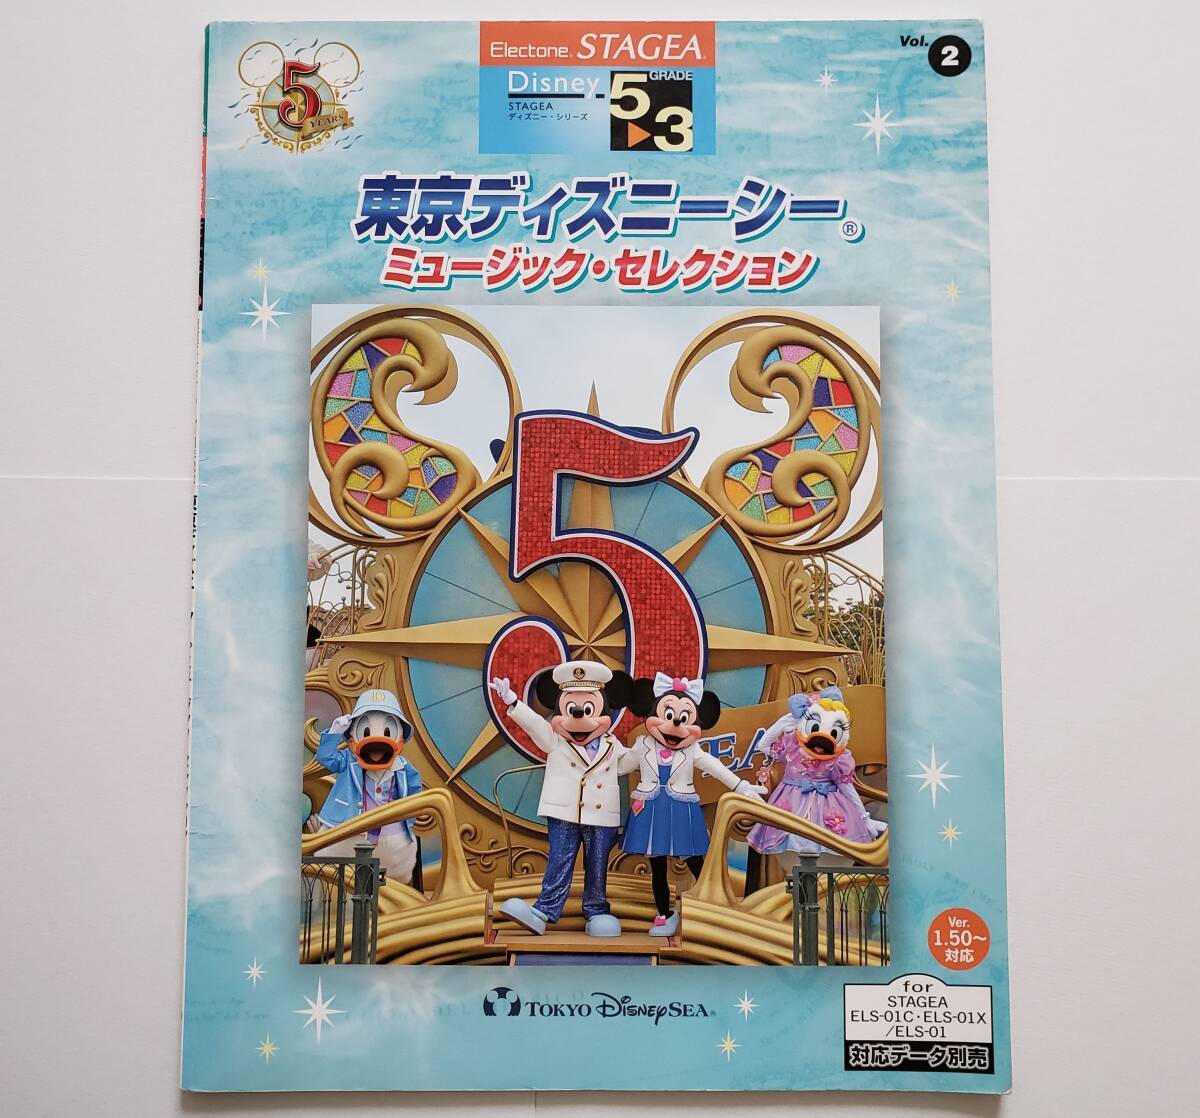 5
YEARS
Electone® STAGEA®
Disney
STAGEA
ディズニー・シリーズ
GRADE
5▶3
Vol. 2
東京ディズニーシー®
ミュージック・セレクション
5
D
Ver.
1.50～
対応
TOKYO DisneySEA®
for
STAGEA
ELS-01C・ELS-01X
/ELS-01
対応データ別売